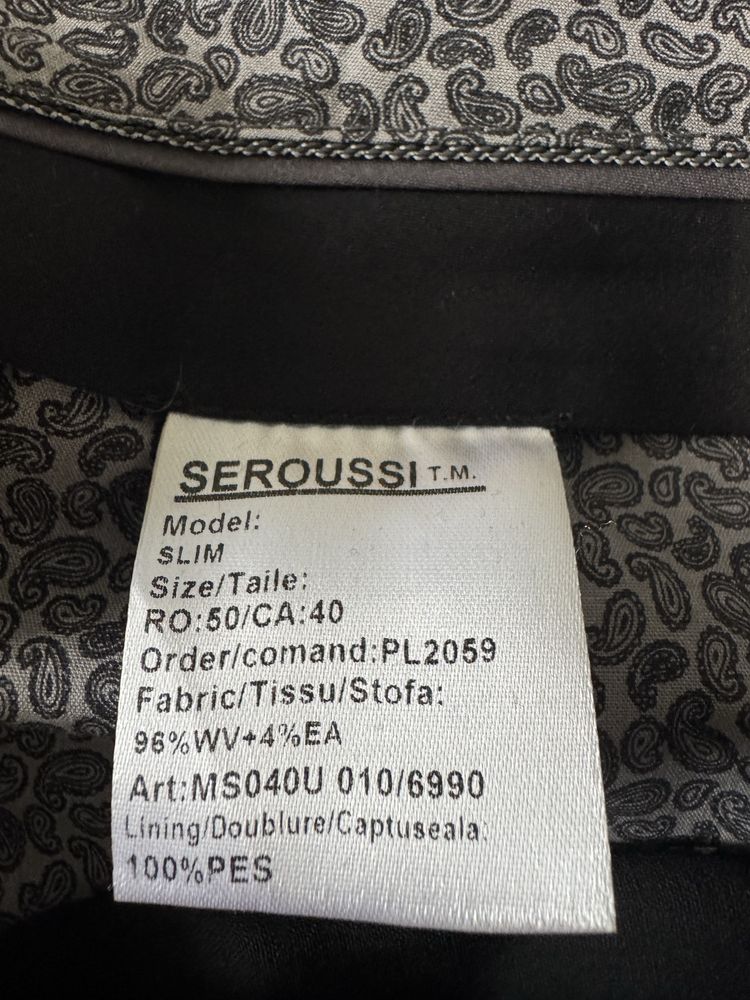 SEROUSSI T.M.
Model:
SLIM
Size/Taile:
RO:50/CA:40
Order/comand:PL2059
Fabric/Tissu/Stofa:
96%WV+4%EA
Art:MS040U 010/6990
Lining/Doublure/Captuseala:
100%PES